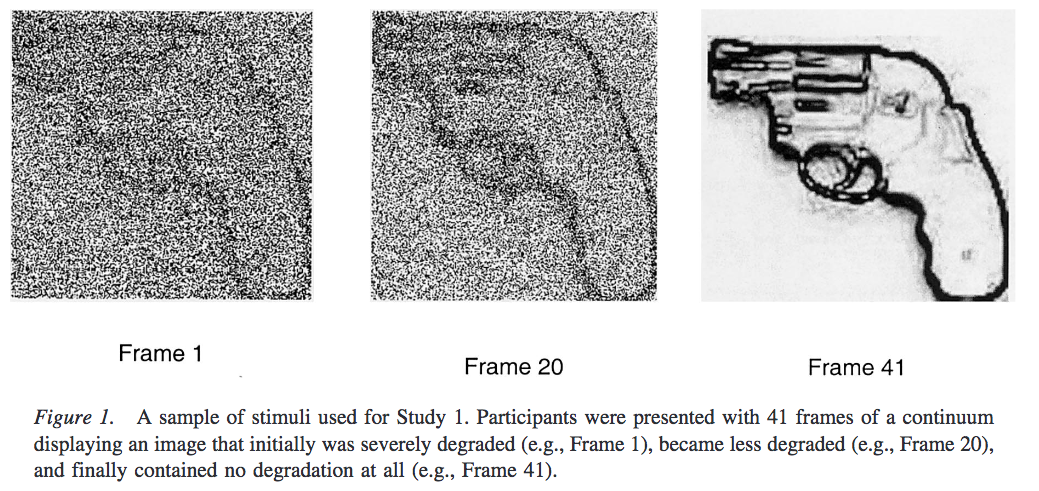 Frame 1
Frame 20
Frame 41
Figure 1. A sample of stimuli used for Study 1. Participants were presented with 41 frames of a continuum
displaying an image that initially was severely degraded (e.g., Frame 1), became less degraded (e.g., Frame 20),
and finally contained no degradation at all (e.g., Frame 41).